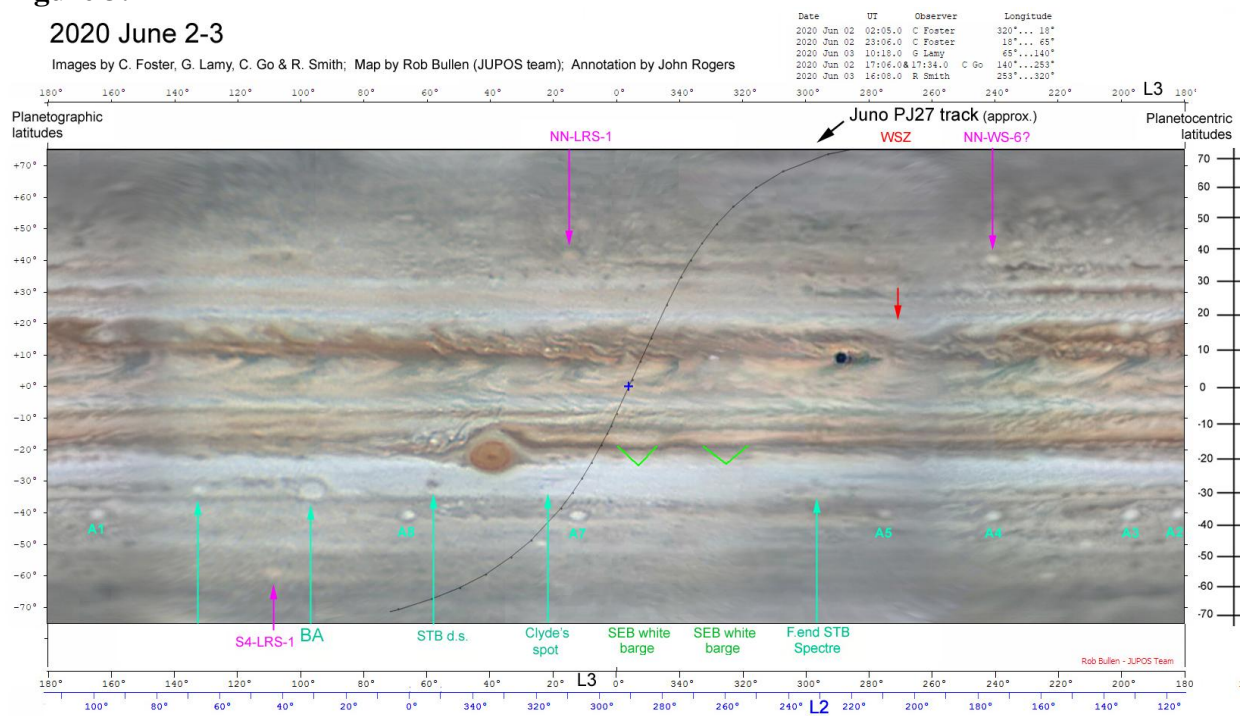 2020 June 2-3
Images by C. Foster, G. Lamy, C. Go & R. Smith; Map by Rob Bullen (JUPOS team); Annotation by John Rogers
Date UT Observer Longitude
2020 Jun 02 02:05.0 C Foster 320°... 18°
2020 Jun 02 23:06.0 C Foster 18°... 65°
2020 Jun 03 10:18.0 G Lamy 65°...140°
2020 Jun 02 17:06.0&17:34.0 C Go 140°...253°
2020 Jun 03 16:08.0 R Smith 253°...320°
180° 160° 140° 120° 100° 80° 60° 40° 20° 0° 340° 320° 300° 280° 260° 240° 220° 200° 180° L3
Planetographic latitudes
Juno PJ27 track (approx.)
Planetocentric latitudes
NN-LRS-1
WSZ
NN-WS-6?
+70°
+60°
+50°
+40°
+30°
+20°
+10°
+0°
-10°
-20°
-30°
-40°
-50°
-60°
-70°
70
60
50
40
30
20
10
0
-10
-20
-30
-40
-50
-60
-70
A1 A6 A7 A5 A4 A3 A2
S4-LRS-1
BA
STB d.s.
Clyde's spot
SEB white barge
SEB white barge
F.end STB Spectre
Rob Bullen - JUPOS Team
180° 160° 140° 120° 100° 80° 60° 40° 20° L3 0° 340° 320° 300° 280° 260° 240° 220° 200° 180°
100° 80° 60° 40° 20° 0° 340° 320° 300° 280° 260° 240° L2 220° 200° 180° 160° 140° 120°